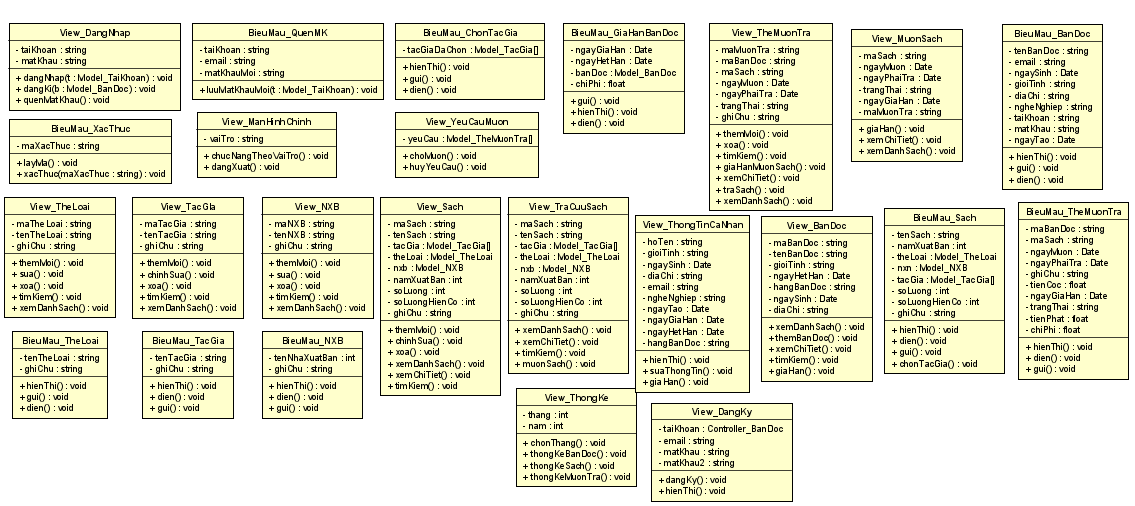 View_DangNhap
- taiKhoan : string
- matKhau : string
+ dangNhap(t : Model_TaiKhoan) : void
+ dangKi(b : Model_BanDoc) : void
+ quenMatKhau() : void
BieuMau_QuenMK
- taiKhoan : string
- email : string
- matKhauMoi : string
+ luuMatKhauMoi(t : Model_TaiKhoan) : void
BieuMau_ChonTacGia
- tacGiaDaChon : Model_TacGia[]
+ hienThi() : void
+ gui() : void
+ dien() : void
BieuMau_GiaHanBanDoc
- ngayGiaHan : Date
- ngayHetHan : Date
- banDoc : Model_BanDoc
- chiPhi : float
+ gui() : void
+ hienThi() : void
+ dien() : void
View_TheMuonTra
- maMuonTra : string
- maBanDoc : string
- maSach : string
- ngayMuon : Date
- ngayPhaiTra : Date
- trangThai : string
- ghiChu : string
+ themMoi() : void
+ xoa() : void
+ timKiem() : void
+ giaHanMuonSach() : void
+ xemChiTiet() : void
+ traSach() : void
+ xemDanhSach() : void
View_MuonSach
- maSach : string
- ngayMuon : Date
- ngayPhaiTra : Date
- trangThai : string
- ngayGiaHan : Date
- maMuonTra : string
+ giaHan() : void
+ xemChiTiet() : void
+ xemDanhSach() : void
BieuMau_BanDoc
- tenBanDoc : string
- email : string
- ngaySinh : Date
- gioiTinh : string
- diaChi : string
- ngheNghiep : string
- taiKhoan : string
- matKhau : string
- ngayTao : Date
+ hienThi() : void
+ gui() : void
+ dien() : void
BieuMau_XacThuc
- maXacThuc : string
+ layMa() : void
+ xacThuc(maXacThuc : string) : void
View_ManHinhChinh
- vaiTro : string
+ chucNangTheoVaiTro() : void
+ dangXuat() : void
View_YeuCauMuon
- yeuCau : Model_TheMuonTra[]
+ choMuon() : void
+ huyYeuCau() : void
View_TheLoai
- maTheLoai : string
- tenTheLoai : string
- ghiChu : string
+ themMoi() : void
+ sua() : void
+ xoa() : void
+ timKiem() : void
+ xemDanhSach() : void
View_TacGIa
- maTacGia : string
- tenTacGia : string
- ghiChu : string
+ themMoi() : void
+ chinhSua() : void
+ xoa() : void
+ timKiem() : void
+ xemDanhSach() : void
View_NXB
- maNXB : string
- tenNXB : string
- ghiChu : string
+ themMoi() : void
+ sua() : void
+ xoa() : void
+ timKiem() : void
+ xemDanhSach() : void
View_Sach
- maSach : string
- tenSach : string
- tacGia : Model_TacGia[]
- theLoai : Model_TheLoai
- nxb : Model_NXB
- namXuatBan : int
- soLuong : int
- soLuongHienCo : int
- ghiChu : string
+ themMoi() : void
+ chinhSua() : void
+ xoa() : void
+ xemDanhSach() : void
+ xemChiTiet() : void
+ timKiem() : void
View_TraCuuSach
- maSach : string
- tenSach : string
- tacGia : Model_TacGia[]
- theLoai : Model_TheLoai
- nxb : Model_NXB
- namXuatBan : int
- soLuong : int
- soLuongHienCo : int
- ghiChu : string
+ xemDanhSach() : void
+ xemChiTiet() : void
+ timKiem() : void
+ muonSach() : void
View_ThongTinCaNhan
- hoTen : string
- gioiTinh : string
- ngaySinh : Date
- diaChi : string
- email : string
- ngheNghiep : string
- ngayTao : Date
- ngayGiaHan : Date
- ngayHetHan : Date
- hangBanDoc : string
+ hienThi() : void
+ suaThongTin() : void
+ giaHan() : void
View_BanDoc
- maBanDoc : string
- tenBanDoc : string
- gioiTinh : string
- ngayHetHan : Date
- hangBanDoc : string
- ngaySinh : Date
- diaChi : string
+ xemDanhSach() : void
+ themBanDoc() : void
+ xemChiTiet() : void
+ timKiem() : void
+ giaHan() : void
BieuMau_Sach
- tenSach : string
- namXuatBan : int
- theLoai : Model_TheLoai
- nxn : Model_NXB
- tacGia : Model_TacGia[]
- soLuong : int
- soLuongHienCo : int
- ghiChu : string
+ hienThi() : void
+ dien() : void
+ gui() : void
+ chonTacGia() : void
BieuMau_TheMuonTra
- maBanDoc : string
- maSach : string
- ngayMuon : Date
- ngayPhaiTra : Date
- ghiChu : string
- tienCoc : float
- ngayGiaHan : Date
- trangThai : string
- tienPhat : float
- chiPhi : float
+ hienThi() : void
+ dien() : void
+ gui() : void
BieuMau_TheLoai
- tenTheLoai : string
- ghiChu : string
+ hienThi() : void
+ gui() : void
+ dien() : void
BieuMau_TacGia
- tenTacGia : string
- ghiChu : string
+ hienThi() : void
+ dien() : void
+ gui() : void
BieuMau_NXB
- tenNhaXuatBan : int
- ghiChu : string
+ hienThi() : void
+ dien() : void
+ gui() : void
View_ThongKe
- thang : int
- nam : int
+ chonThang() : void
+ thongKeBanDoc() : void
+ thongKeSach() : void
+ thongKeMuonTra() : void
View_DangKy
- taiKhoan : Controller_BanDoc
- email : string
- matKhau : string
- matKhau2 : string
+ dangKy() : void
+ hienThi() : void